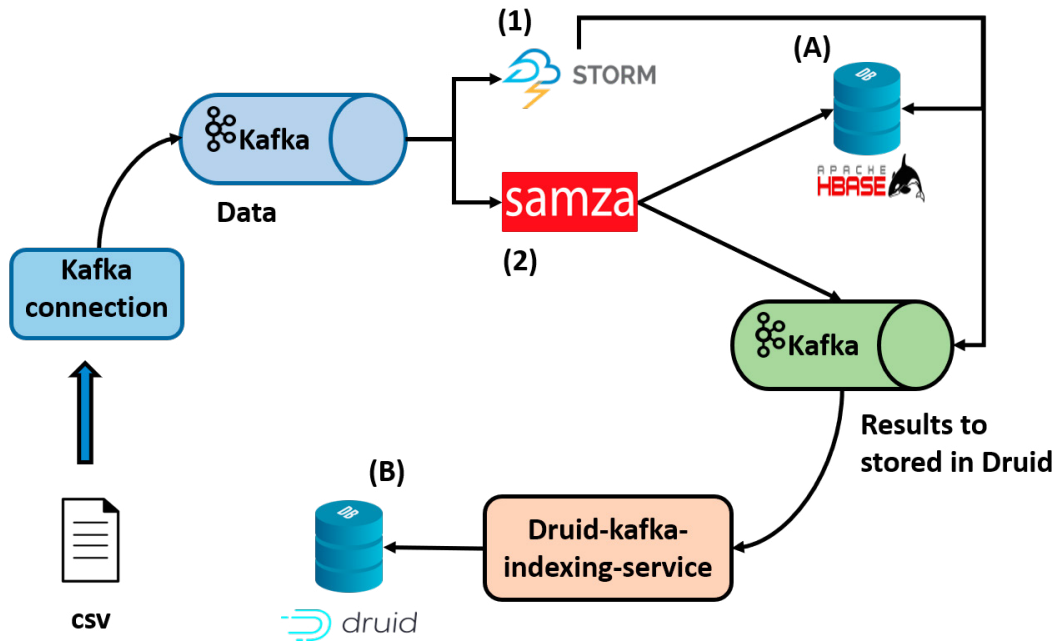 (1)
STORM
(A)
DB
APACHE
HBASE
Kafka
Data
samza
(2)
Kafka
connection
Kafka
Results to
stored in Druid
(B)
DB
druid
Druid-kafka-
indexing-service
csv